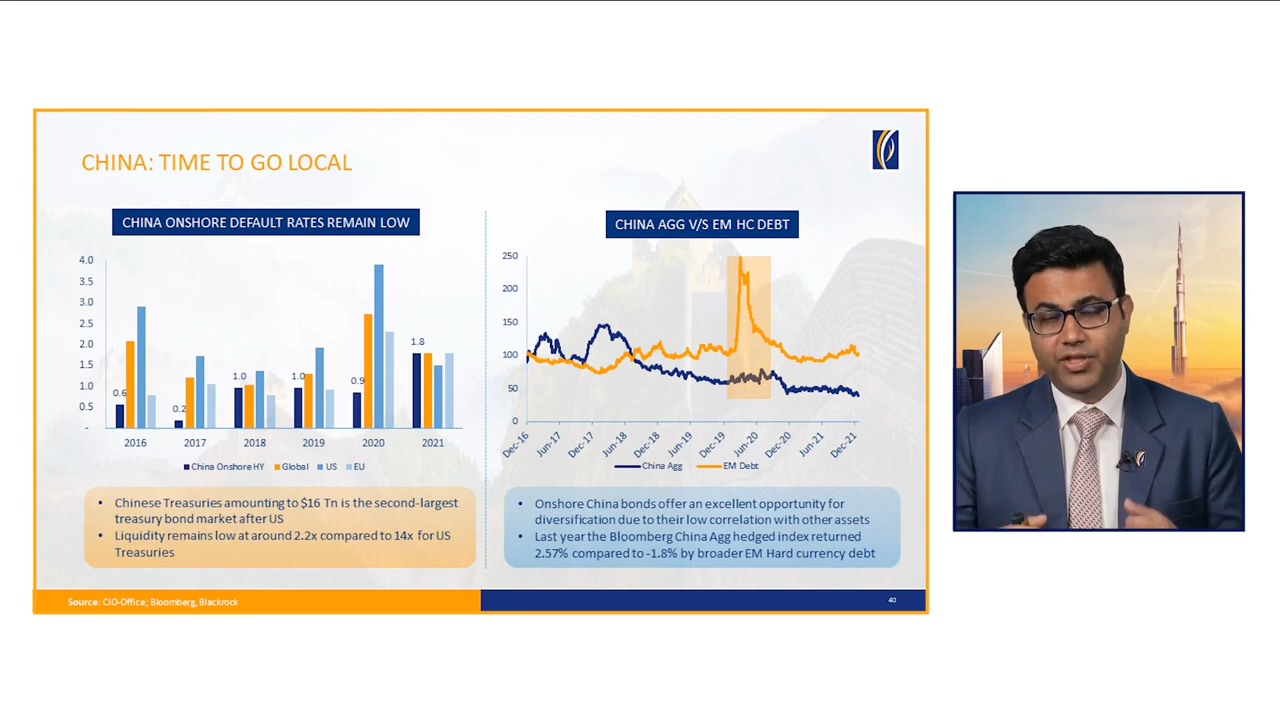 CHINA: TIME TO GO LOCAL
CHINA ONSHORE DEFAULT RATES REMAIN LOW
4.0
3.5
3.0
2.5
2.0
1.5
1.0
0.5
-
0.6
0.2
1.0
1.0
0.9
1.8
2016 2017 2018 2019 2020 2021
China Onshore HY Global US EU
• Chinese Treasuries amounting to $16 Tn is the second-largest
treasury bond market after US
• Liquidity remains low at around 2.2x compared to 14x for US
Treasuries
CHINA AGG V/S EM HC DEBT
250
200
150
100
50
0
Dec-16 Jun-17 Dec-17 Jun-18 Dec-18 Jun-19 Dec-19 Jun-20 Dec-20 Jun-21 Dec-21
China Agg EM Debt
• Onshore China bonds offer an excellent opportunity for
diversification due to their low correlation with other assets
• Last year the Bloomberg China Agg hedged index returned
2.57% compared to -1.8% by broader EM Hard currency debt
Source: CIO-Office; Bloomberg, Blackrock
40